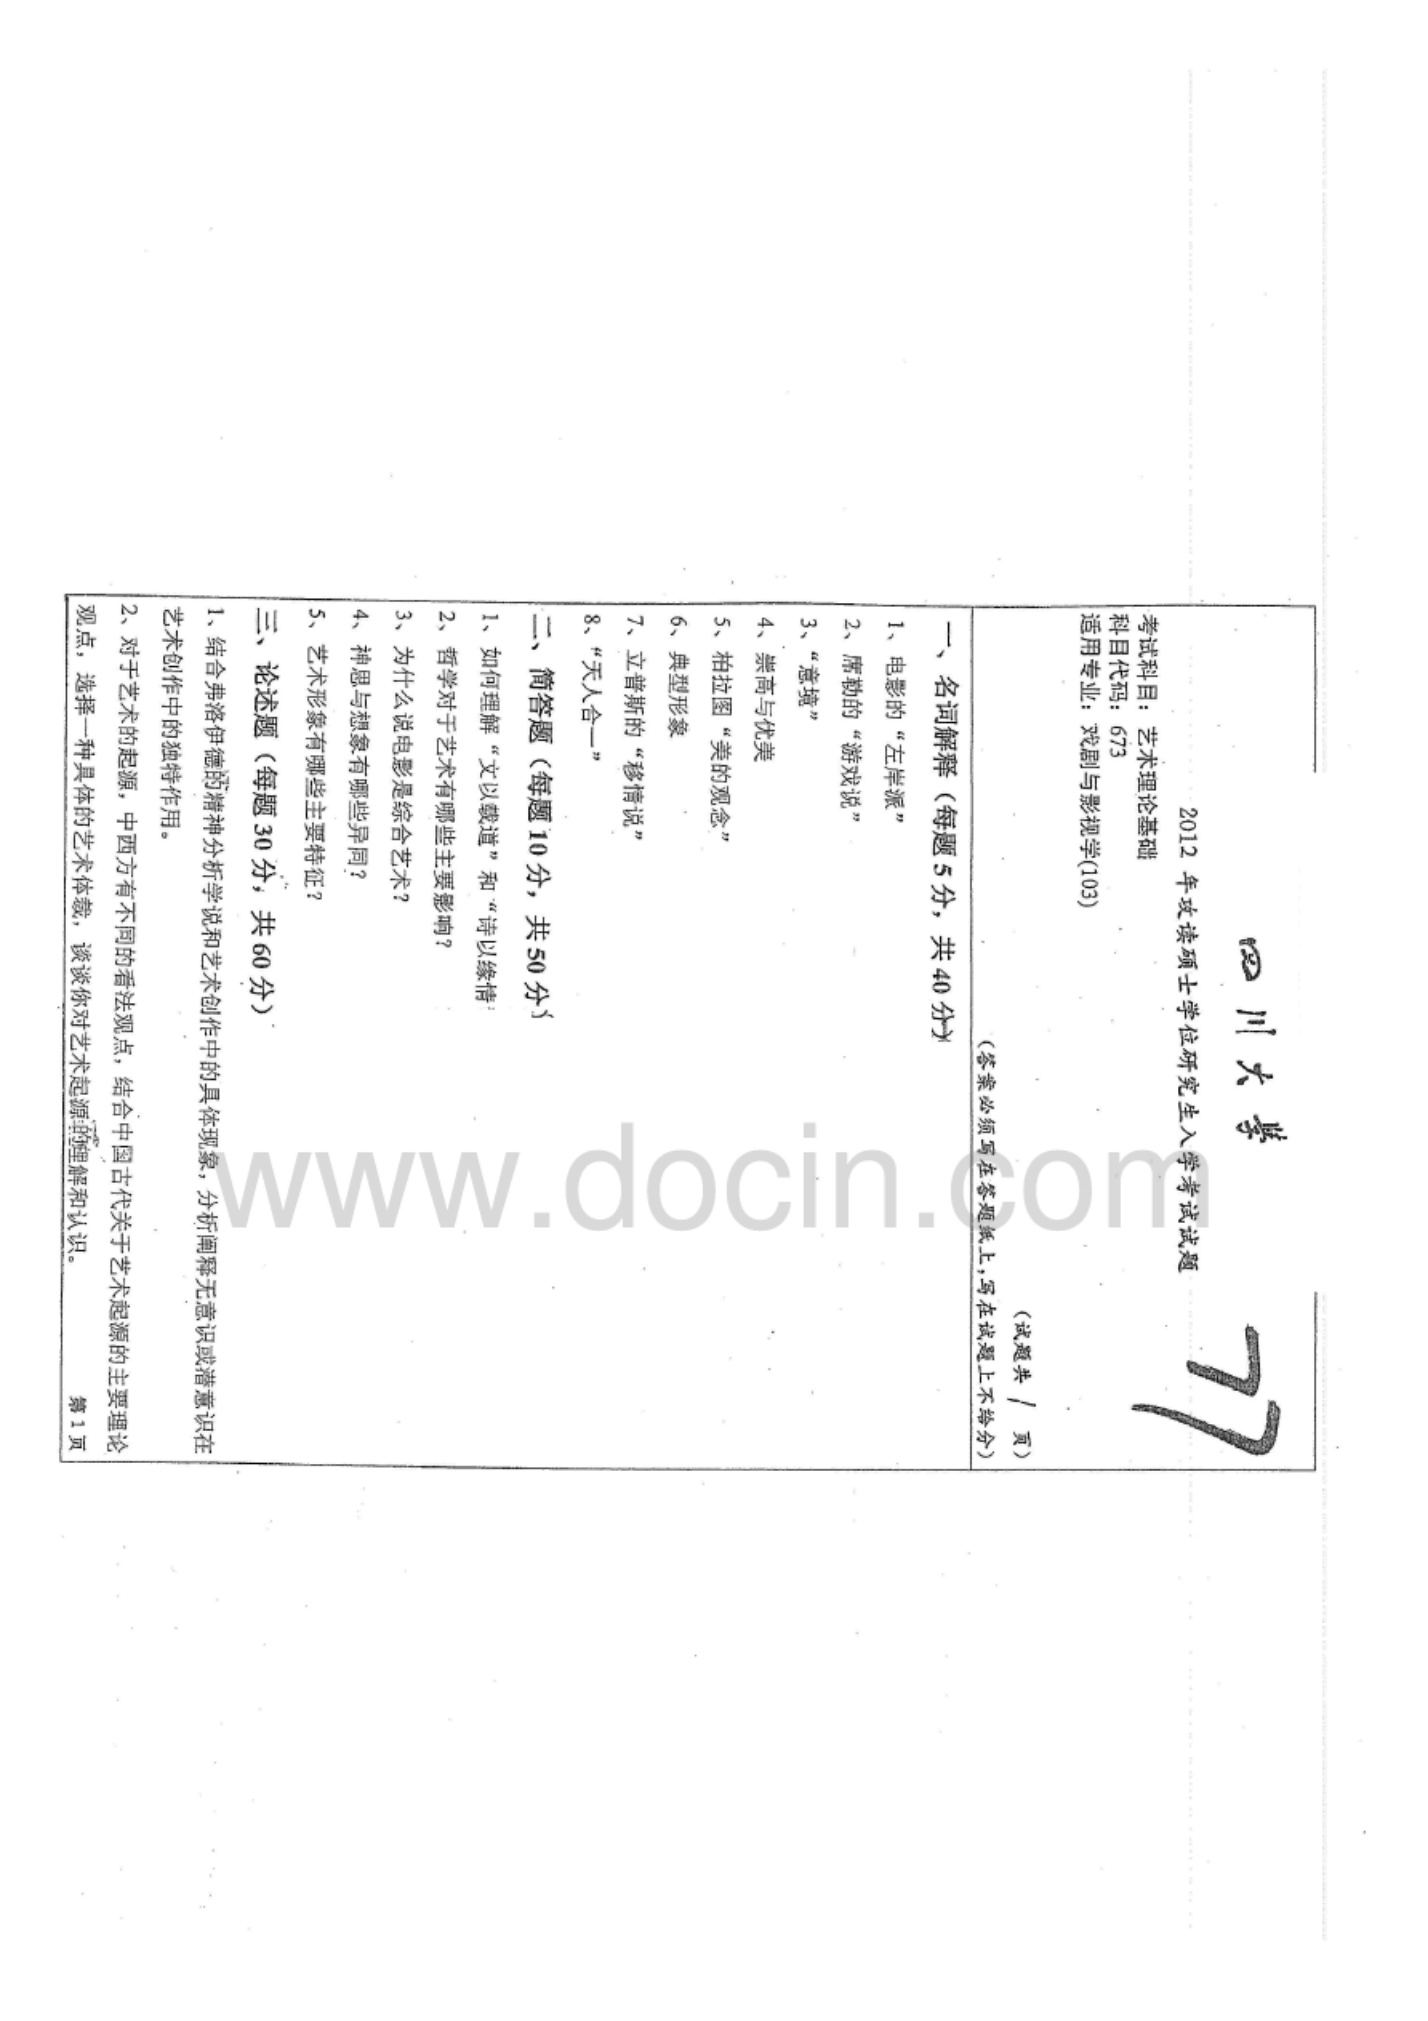 四川大学
77
2012 年攻读硕士学位研究生入学考试试题
考试科目：艺术理论基础
科目代码：673
适用专业：戏剧与影视学(103)
（试题共 1 页）
（答案必须写在答题纸上，写在试题上不给分）
一、名词解释（每题 5 分，共 40 分）
1、电影的“左岸派”
2、席勒的“游戏说”
3、“意境”
4、崇高与优美
5、柏拉图“美的观念”
6、典型形象
7、立普斯的“移情说”
8、“天人合一”
二、简答题（每题 10 分，共 50 分）
1、如何理解“文以载道”和“诗以缘情
2、哲学对于艺术有哪些主要影响？
3、为什么说电影是综合艺术？
4、神思与想象有哪些异同？
5、艺术形象有哪些主要特征？
三、论述题（每题 30 分，共 60 分）
1、结合弗洛伊德的精神分析学说和艺术创作中的具体现象，分析阐释无意识或潜意识在
艺术创作中的独特作用。
2、对于艺术的起源，中西方有不同的看法观点，结合中国古代关于艺术起源的主要理论
观点，选择一种具体的艺术体裁，谈谈你对艺术起源的理解和认识。
第 1 页
www.docin.com